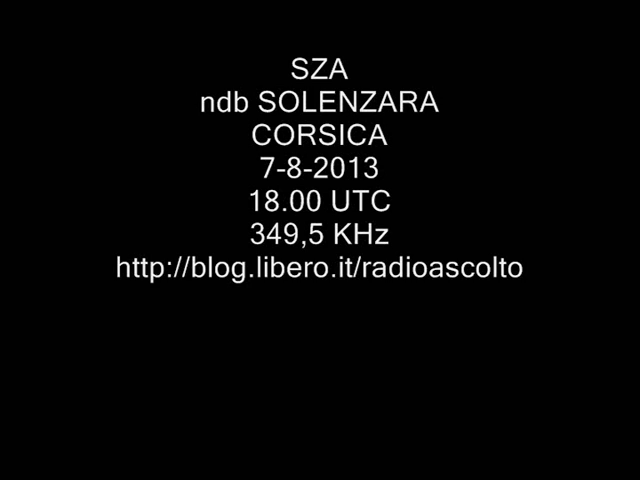 SZA
ndb SOLENZARA
CORSICA
7-8-2013
18.00 UTC
349,5 KHz
http://blog.libero.it/radioascolto